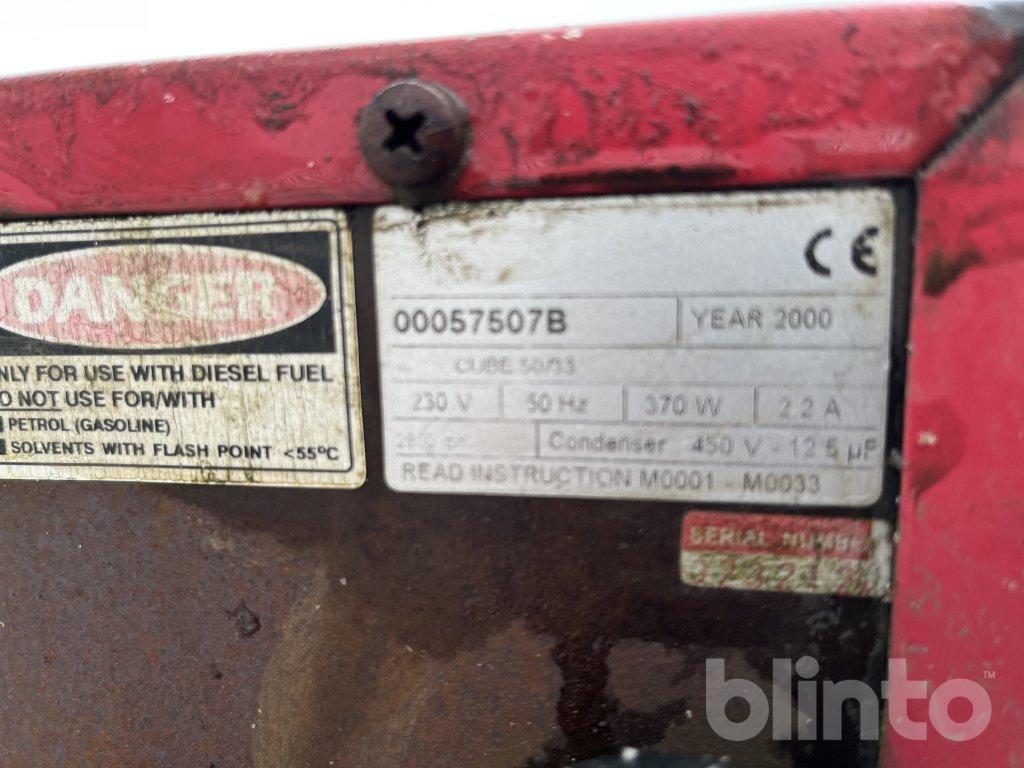 DANGER
NLY FOR USE WITH DIESEL FUEL
O NOT USE FOR/WITH
PETROL (GASOLINE)
SOLVENTS WITH FLASH POINT <55°C
CE
00057507B YEAR 2000
CUBE 50/33
230 V 50 Hz 370 W 2.2 A
Condenser 450 V - 12.5 µF
READ INSTRUCTION M0001 - M0033
SERIAL NUMBE
blinto™